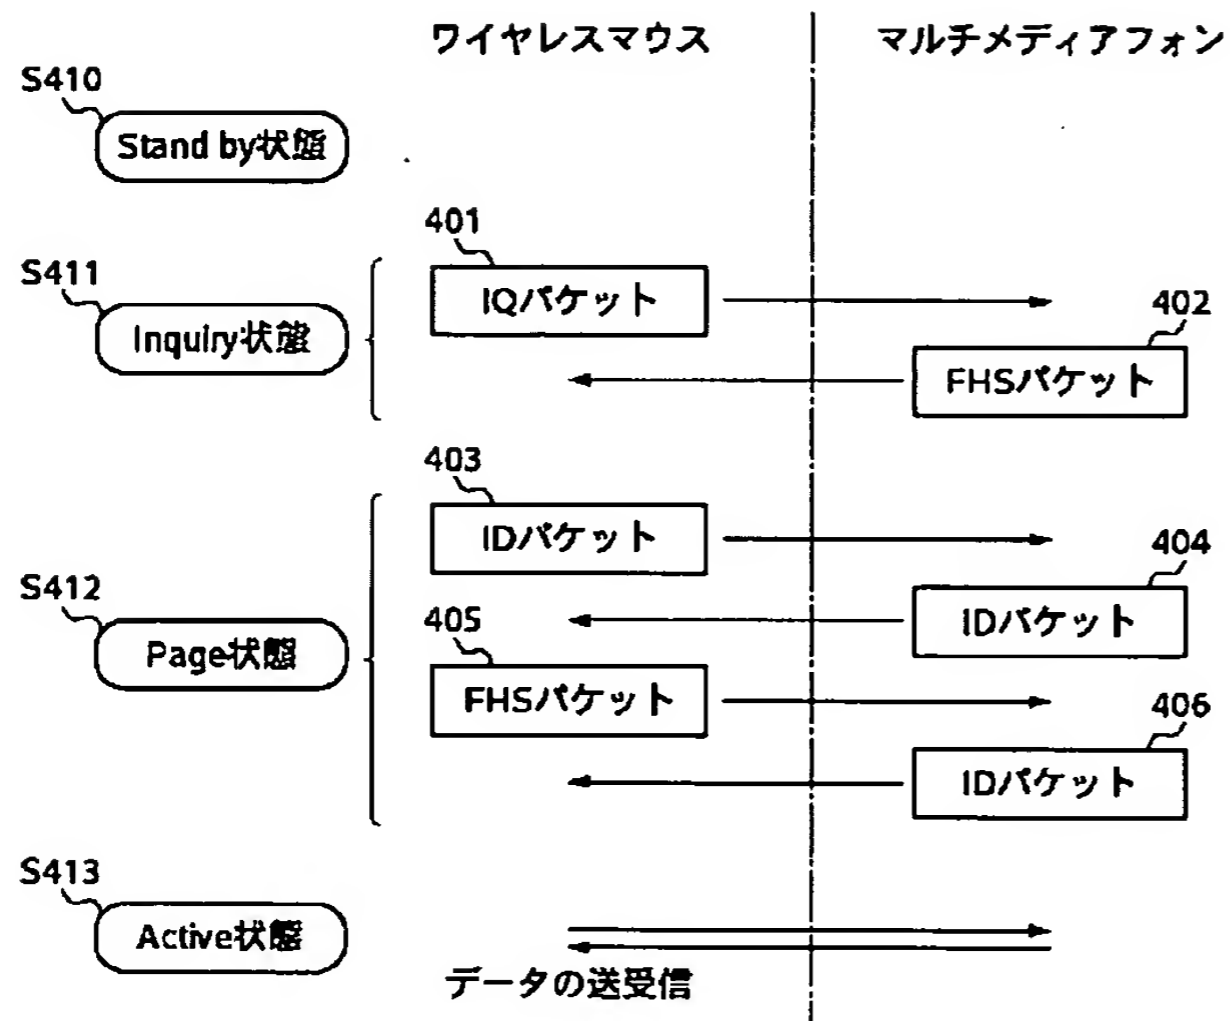 ワイヤレスマウス
マルチメディアフォン
S410
Stand by状態
401
S411
IQパケット
402
Inquiry状態
FHSパケット
403
IDパケット
404
S412
405
IDパケット
Page状態
FHSパケット
406
IDパケット
S413
Active状態
データの送受信